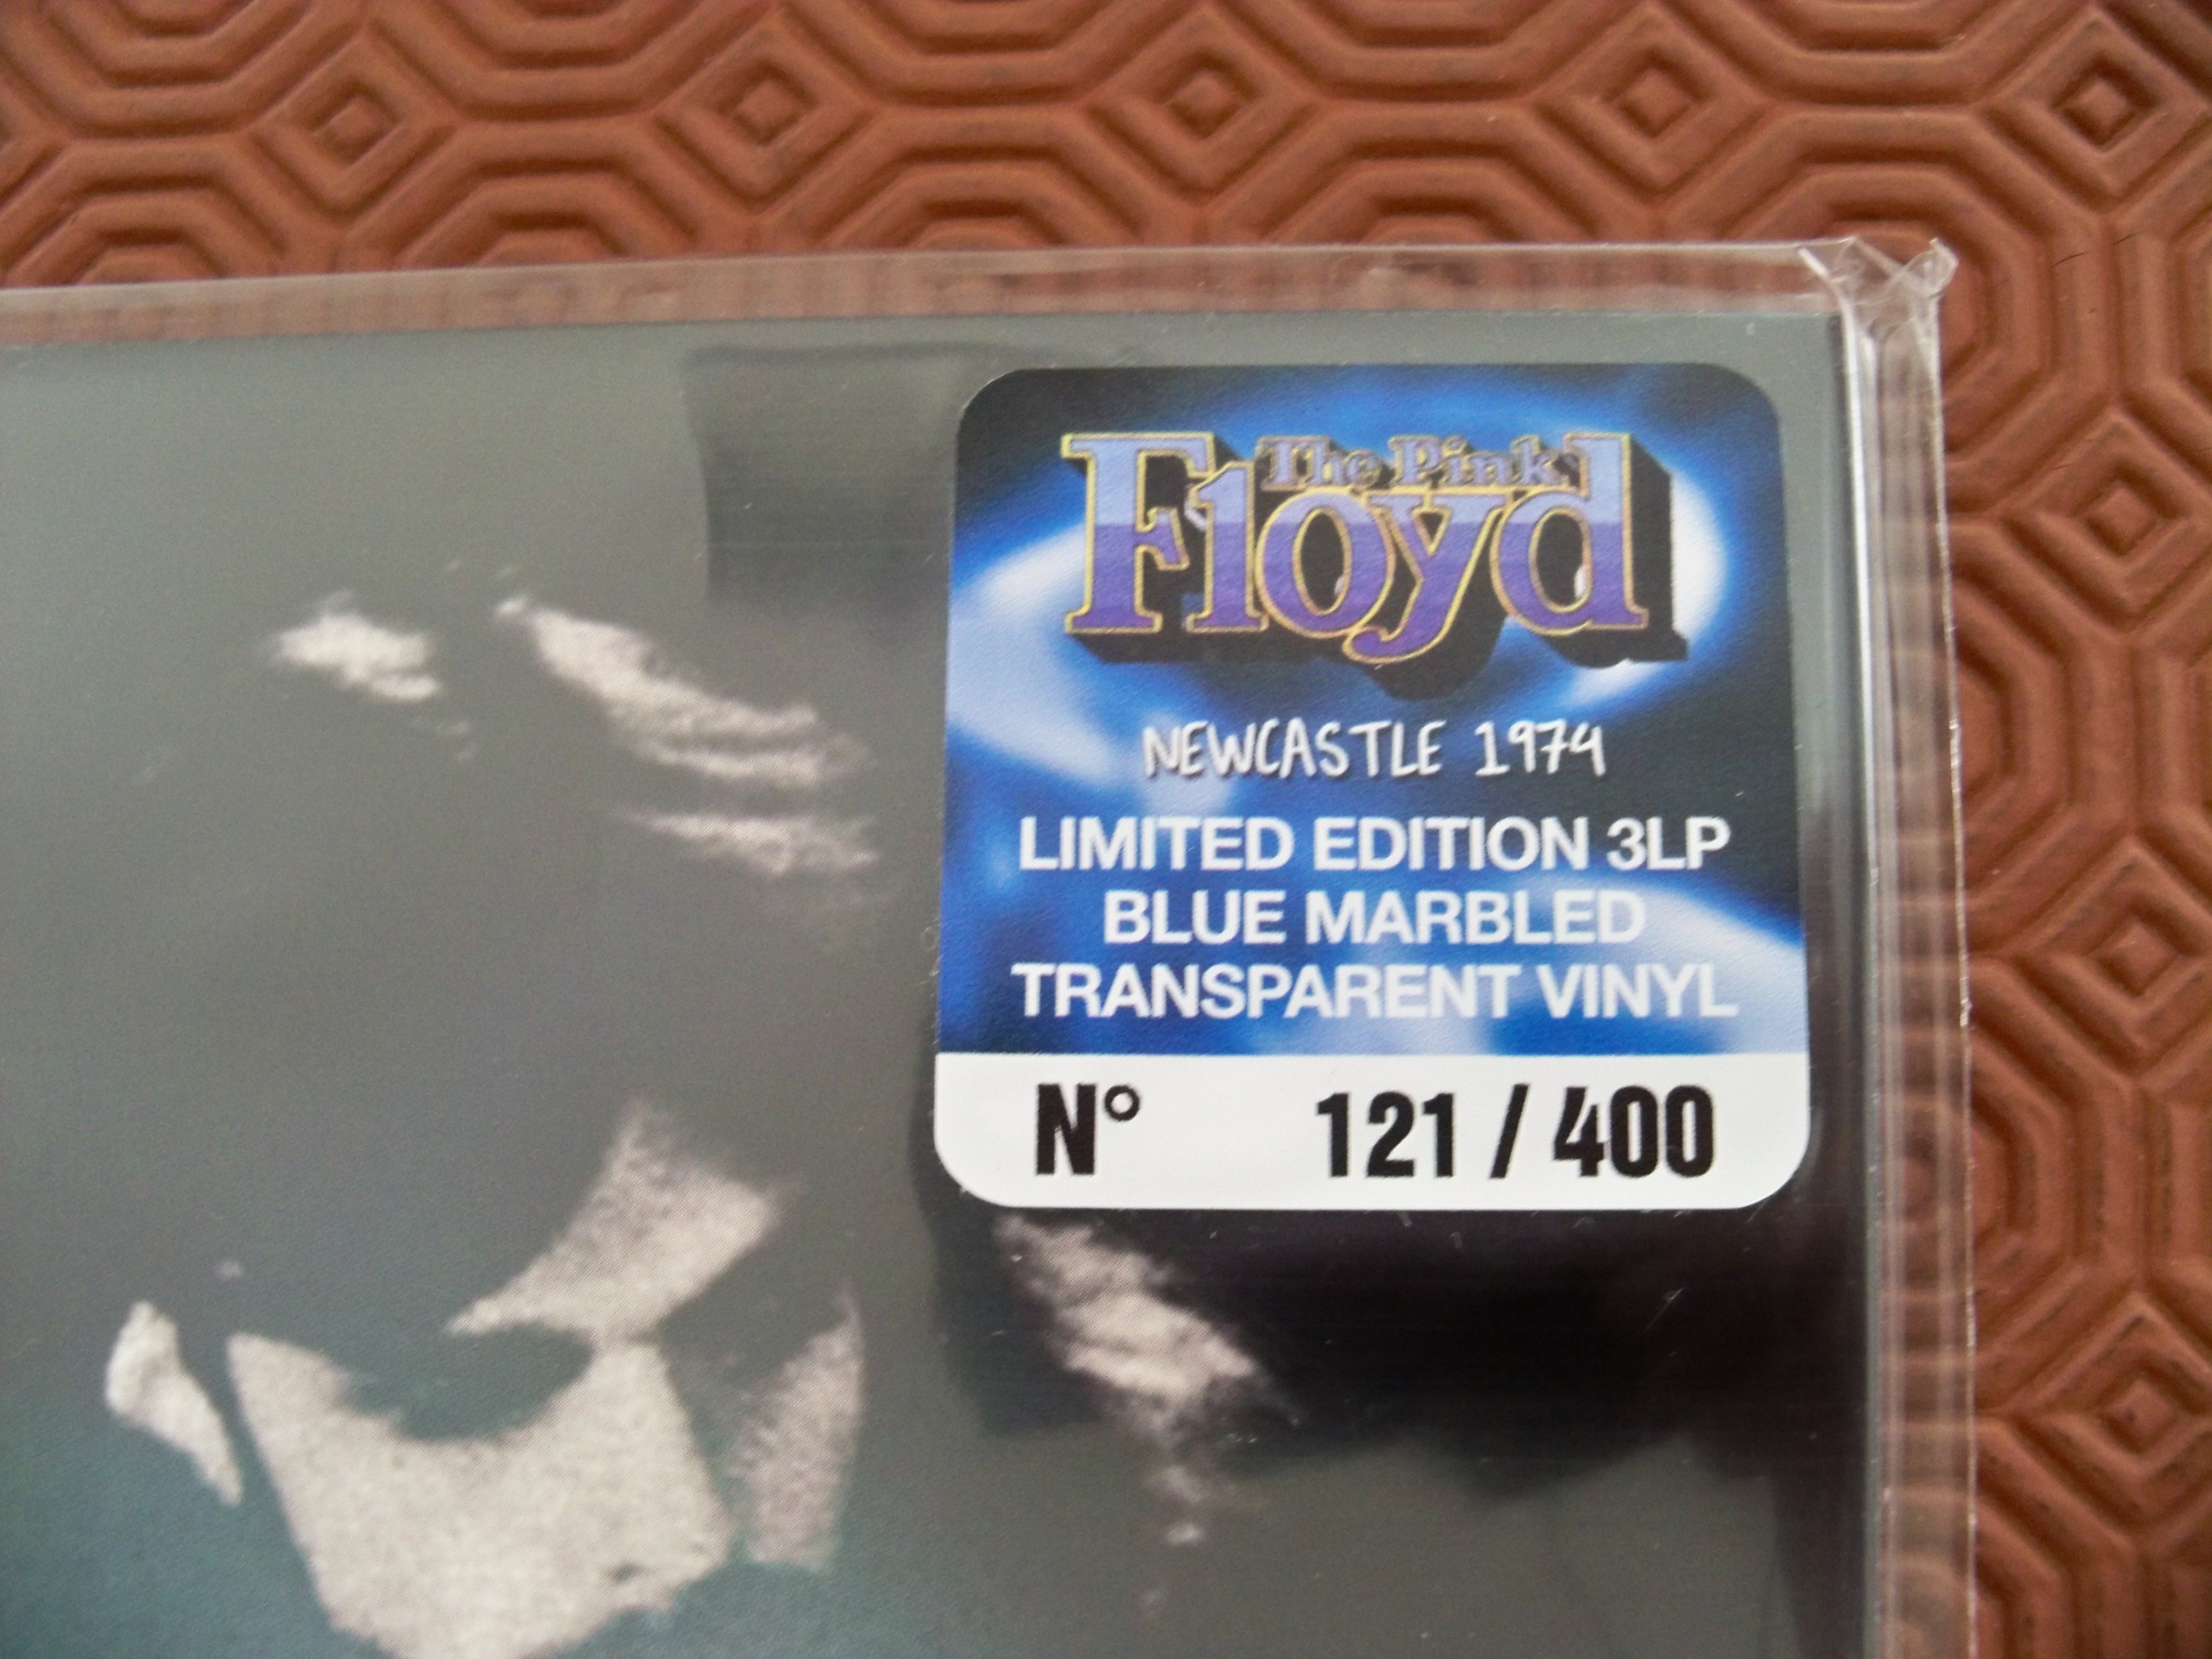 The Pink
Floyd
NEWCASTLE 1974
LIMITED EDITION 3LP
BLUE MARBLED
TRANSPARENT VINYL
N° 121 / 400